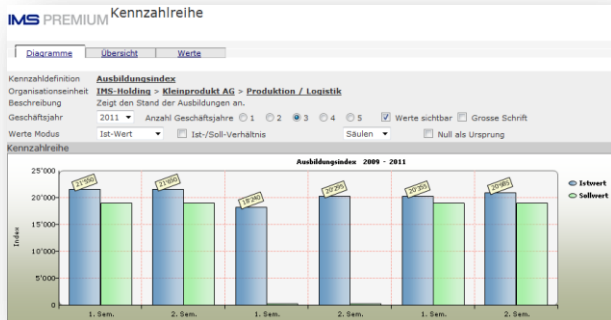 IMS PREMIUM Kennzahlreihe
Diagramme Übersicht Werte
Kennzahldefinition Ausbildungsindex
Organisationseinheit IMS-Holding > Kleinprodukt AG > Produktion / Logistik
Beschreibung Zeigt den Stand der Ausbildungen an.
Geschäftsjahr 2011 Anzahl Geschäftsjahre 1 2 3 4 5 Werte sichtbar Grosse Schrift
Werte Modus Ist-Wert Ist-/Soll-Verhältnis Säulen Null als Ursprung
Kennzahlreihe
Ausbildungsindex 2009 - 2011
25'000
20'000
15'000
10'000
5'000
0
Index
18'240
20'295
Istwert
Sollwert
1. Sem. 2. Sem. 1. Sem. 2. Sem. 1. Sem. 2. Sem.